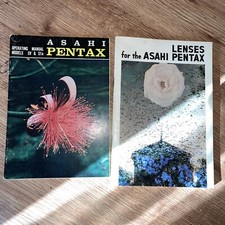 ASAHI
OPERATING MANUAL
MODELS SV & S1a
PENTAX
LENSES
for the ASAHI PENTAX